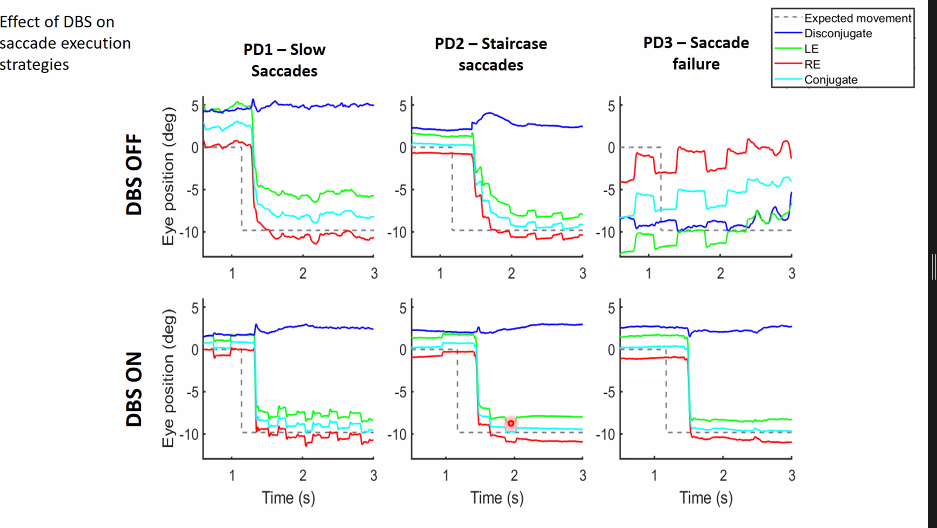 Effect of DBS on
saccade execution
strategies
PD1 – Slow
Saccades
PD2 – Staircase
saccades
PD3 – Saccade
failure
Expected movement
Disconjugate
LE
RE
Conjugate
DBS OFF
Eye position (deg)
5
0
-5
-10
1
2
3
5
0
-5
-10
1
2
3
5
0
-5
-10
1
2
3
DBS ON
Eye position (deg)
5
0
-5
-10
1
2
3
Time (s)
5
0
-5
-10
1
2
3
Time (s)
5
0
-5
-10
1
2
3
Time (s)